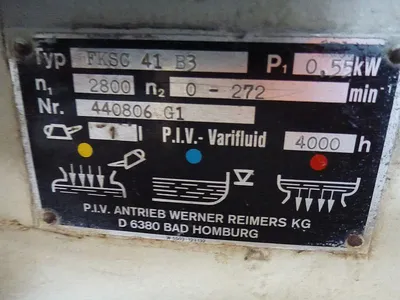 Typ FKSG 41 B3 P1 0,55kW
n1 2800 n2 0 - 272 min-1
Nr. 440806 G1
1 l P.I.V.- Varifluid 4000 h
P.I.V. ANTRIEB WERNER REIMERS KG
D 6380 BAD HOMBURG